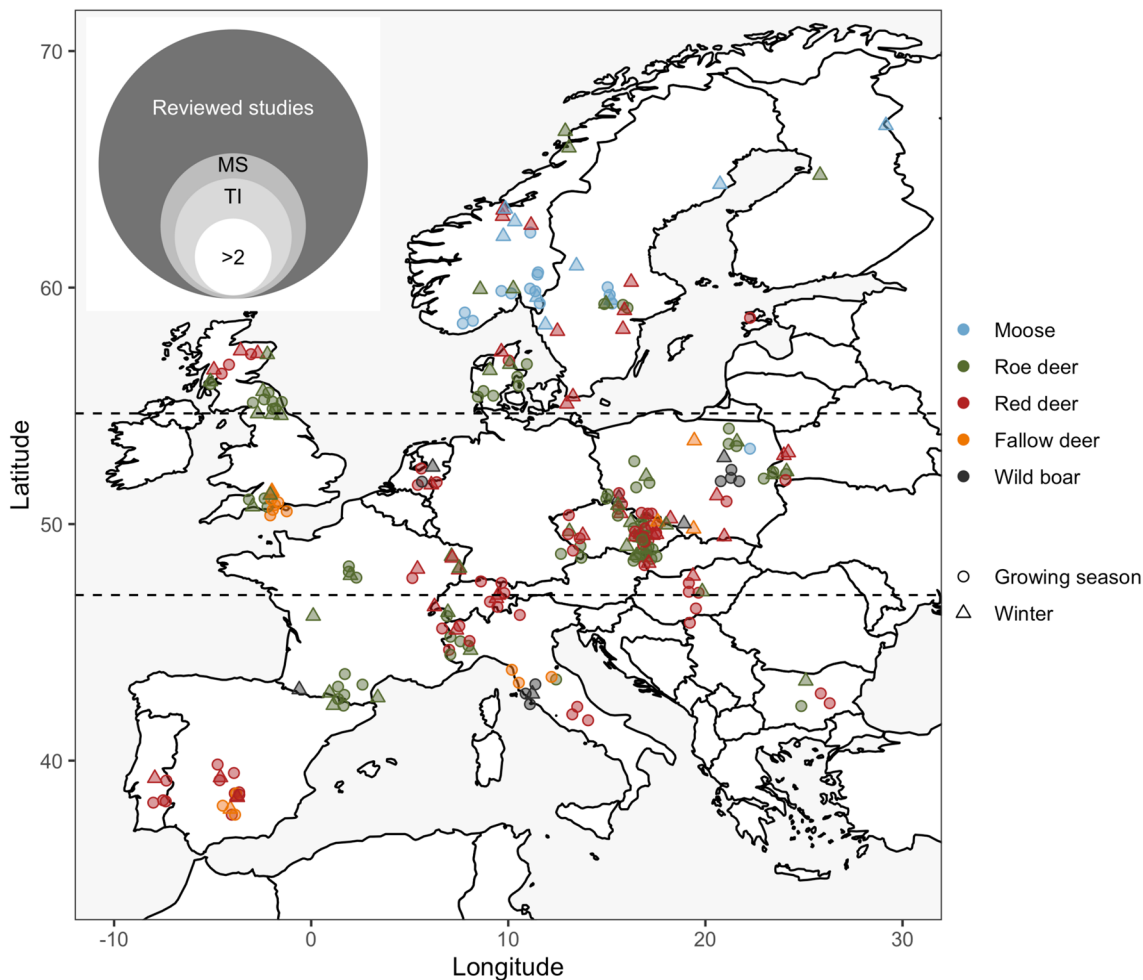 70
60
50
40
Latitude
Reviewed studies
MS
TI
>2
-10
0
10
20
30
Longitude
Moose
Roe deer
Red deer
Fallow deer
Wild boar
Growing season
Winter